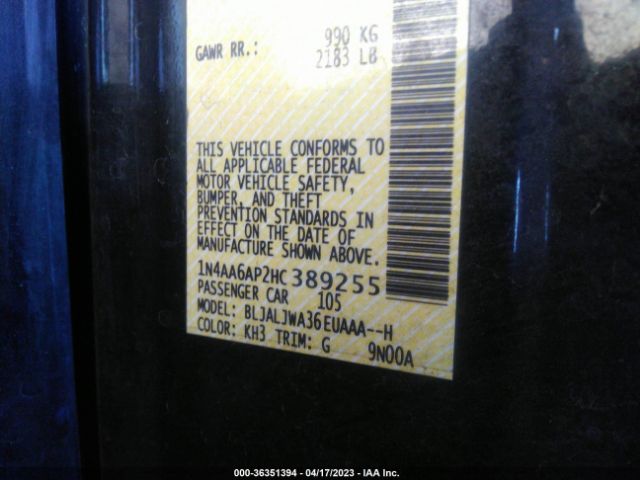 GAWR RR.: 990 KG
2183 LB
THIS VEHICLE CONFORMS TO
ALL APPLICABLE FEDERAL
MOTOR VEHICLE SAFETY,
BUMPER, AND THEFT
PREVENTION STANDARDS IN
EFFECT ON THE DATE OF
MANUFACTURE SHOWN ABOVE.
1N4AA6AP2HC389255
PASSENGER CAR 105
MODEL: BLJALJWA36EUAAA--H
COLOR: KH3 TRIM: G 9N00A
000-36351394 - 04/17/2023 - IAA Inc.